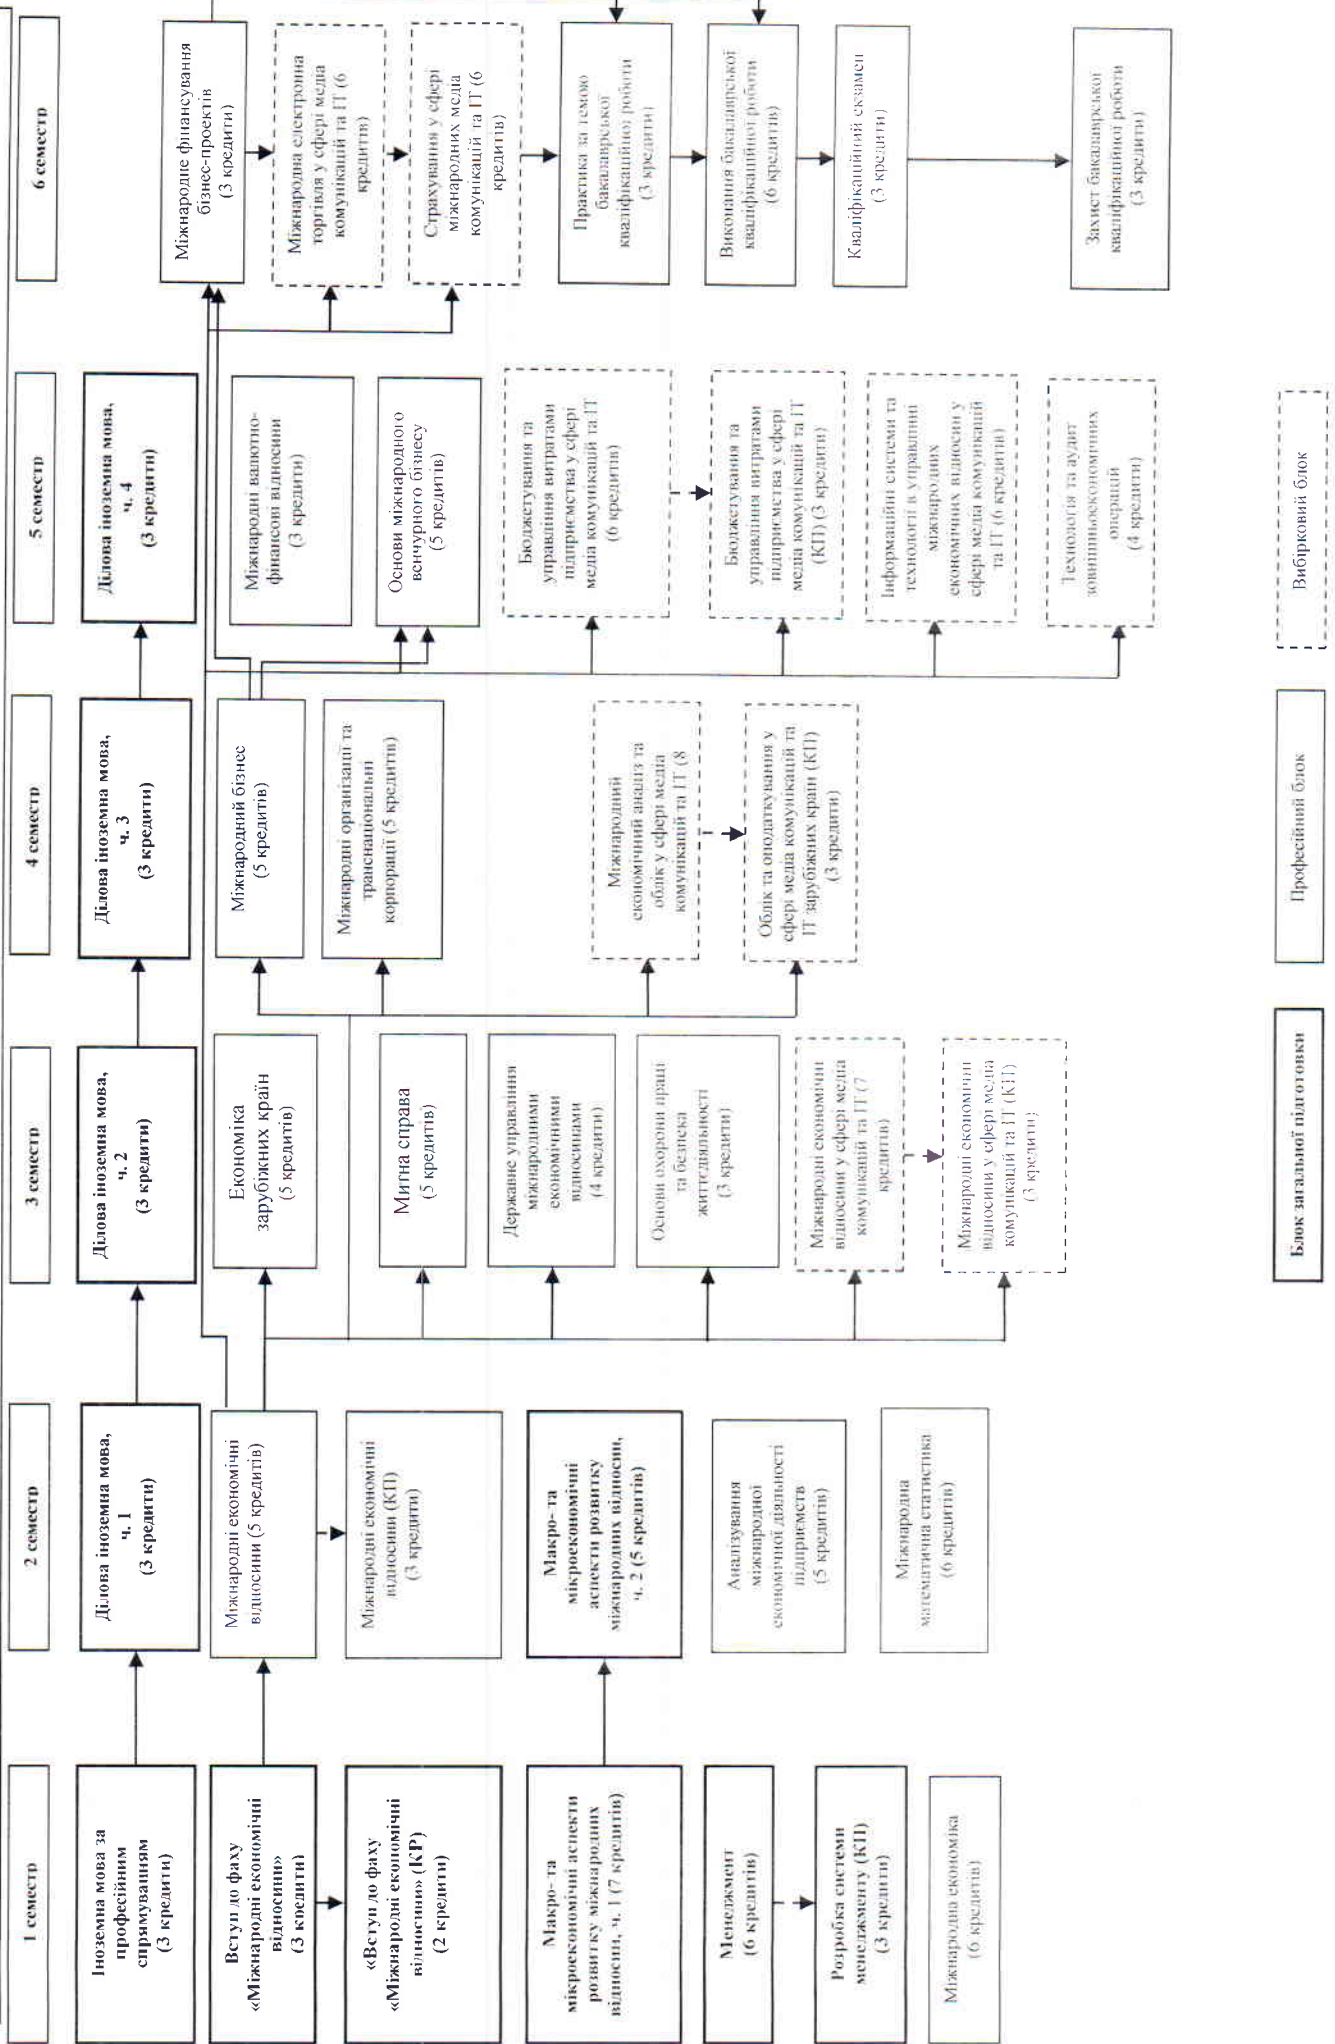 1 семестр
Іноземна мова за
професійним
спрямуванням
(3 кредити)
Вступ до фаху
«Міжнародні економічні
відносини»
(3 кредити)
«Вступ до фаху
«Міжнародні економічні
відносини» (КР)
(2 кредити)
Макро- та
мікроекономічні аспекти
розвитку міжнародних
відносин, ч. 1 (7 кредитів)
Менеджмент
(6 кредитів)
Розробка системи
менеджменту (КП)
(3 кредити)
Міжнародна економіка
(6 кредитів)
2 семестр
Ділова іноземна мова,
ч. 1
(3 кредити)
Міжнародні економічні
відносини (5 кредитів)
Міжнародні економічні
відносини (КП)
(3 кредити)
Макро- та
мікроекономічні
аспекти розвитку
міжнародних відносин,
ч. 2 (5 кредитів)
Аналізування
міжнародної
економічної діяльності
підприємств
(5 кредитів)
Міжнародна
математична статистика
(6 кредитів)
3 семестр
Ділова іноземна мова,
ч. 2
(3 кредити)
Економіка
зарубіжних країн
(5 кредитів)
Митна справа
(5 кредитів)
Державне управління
міжнародними
економічними
відносинами
(4 кредити)
Основи охорони праці
та безпека
життєдіяльності
(3 кредити)
Міжнародні економічні
відносини у сфері медіа
комунікацій та ІТ (7
кредитів)
Міжнародні економічні
відносини у сфері медіа
комунікацій та ІТ (КП)
(3 кредити)
4 семестр
Ділова іноземна мова,
ч. 3
(3 кредити)
Міжнародний бізнес
(5 кредитів)
Міжнародні організації та
транснаціональні
корпорації (5 кредитів)
Міжнародний
економічний аналіз та
облік у сфері медіа
комунікацій та ІТ (8
Облік та оподаткування у
сфері медіа комунікацій та
ІТ зарубіжних країн (КП)
(3 кредити)
5 семестр
Ділова іноземна мова,
ч. 4
(3 кредити)
Міжнародні валютно-
фінансові відносини
(3 кредити)
Основи міжнародного
венчурного бізнесу
(5 кредитів)
Бюджетування та
управління витратами
підприємства у сфері
медіа комунікацій та ІТ
(6 кредитів)
Бюджетування та
управління витратами
підприємства у сфері
медіа комунікацій та ІТ
(КП) (3 кредити)
Інформаційні системи та
технології в управлінні
міжнародних
економічних відносин у
сфері медіа комунікацій
та ІТ (6 кредитів)
Технологія та аудит
зовнішньоекономічних
операцій
(4 кредити)
6 семестр
Міжнародне фінансування
бізнес-проектів
(3 кредити)
Міжнародна електронна
торгівля у сфері медіа
комунікацій та ІТ (6
кредитів)
Страхування у сфері
міжнародних медіа
комунікацій та ІТ (6
кредитів)
Практика за темою
бакалаврської
кваліфікаційної роботи
(3 кредити)
Виконання бакалаврської
кваліфікаційної роботи
(6 кредитів)
Кваліфікаційний екзамен
(3 кредити)
Захист бакалаврської
кваліфікаційної роботи
(3 кредити)
Блок загальної підготовки
Професійний блок
Вибірковий блок